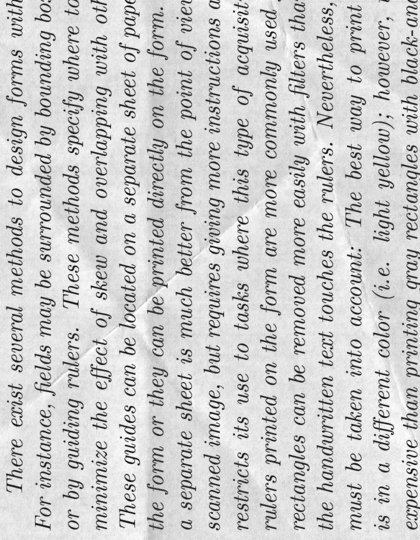 There exist several methods to design forms with
For instance, fields may be surrounded by bounding bo
or by guiding rulers. These methods specify where to
minimize the effect of skew and overlapping with oth
These guides can be located on a separate sheet of pape
the form or they can be printed directly on the form.
a separate sheet is much better from the point of view
scanned image, but requires giving more instructions a
restricts its use to tasks where this type of acquisit
rulers printed on the form are more commonly used
rectangles can be removed more easily with filters tha
the handwritten text touches the rulers. Nevertheless,
must be taken into account: The best way to print
is in a different color (i.e. light yellow); however,
expensive than printing gray rectangles with black-an